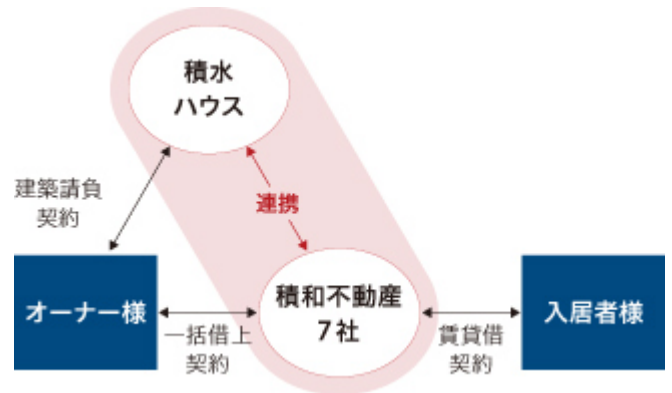 積水
ハウス
建築請負
契約
連携
オーナー様
一括借上
契約
積和不動産
7社
賃貸借
契約
入居者様